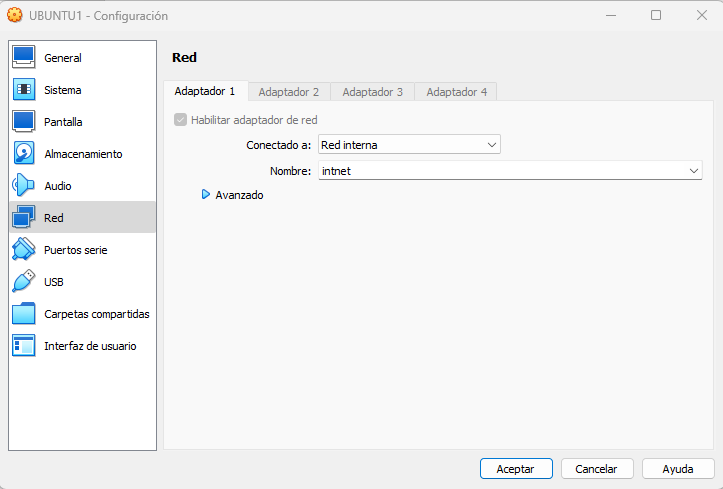 UBUNTU1 - Configuración
General
Sistema
Pantalla
Almacenamiento
Audio
Red
Puertos serie
USB
Carpetas compartidas
Interfaz de usuario
Red
Adaptador 1 Adaptador 2 Adaptador 3 Adaptador 4
Habilitar adaptador de red
Conectado a: Red interna
Nombre: intnet
Avanzado
Aceptar Cancelar Ayuda